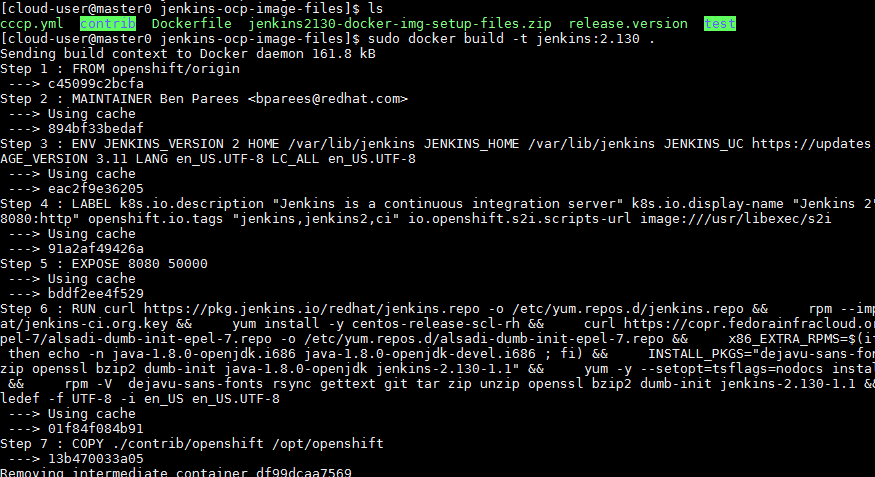 [cloud-user@master0 jenkins-ocp-image-files]$ ls
cccp.yml contrib Dockerfile jenkins2130-docker-img-setup-files.zip release.version test
[cloud-user@master0 jenkins-ocp-image-files]$ sudo docker build -t jenkins:2.130 .
Sending build context to Docker daemon 161.8 kB
Step 1 : FROM openshift/origin
---> c45099c2bcfa
Step 2 : MAINTAINER Ben Parees <bparees@redhat.com>
---> Using cache
---> 894bf33bedaf
Step 3 : ENV JENKINS_VERSION 2 HOME /var/lib/jenkins JENKINS_HOME /var/lib/jenkins JENKINS_UC https://updates
AGE_VERSION 3.11 LANG en_US.UTF-8 LC_ALL en_US.UTF-8
---> Using cache
---> eac2f9e36205
Step 4 : LABEL k8s.io.description "Jenkins is a continuous integration server" k8s.io.display-name "Jenkins 2"
8080:http" openshift.io.tags "jenkins,jenkins2,ci" io.openshift.s2i.scripts-url image:///usr/libexec/s2i
---> Using cache
---> 91a2af49426a
Step 5 : EXPOSE 8080 50000
---> Using cache
---> bddf2ee4f529
Step 6 : RUN curl https://pkg.jenkins.io/redhat/jenkins.repo -o /etc/yum.repos.d/jenkins.repo && rpm --imp
at/jenkins-ci.org.key && yum install -y centos-release-scl-rh && curl https://copr.fedorainfracloud.o
pel-7/alsadi-dumb-init-epel-7.repo -o /etc/yum.repos.d/alsadi-dumb-init-epel-7.repo && x86_EXTRA_RPMS=$(i
then echo -n java-1.8.0-openjdk.i686 java-1.8.0-openjdk-devel.i686 ; fi) && INSTALL_PKGS="dejavu-sans-fon
zip openssl bzip2 dumb-init java-1.8.0-openjdk jenkins-2.130-1.1" && yum -y --setopt=tsflags=nodocs instal
&& rpm -V dejavu-sans-fonts rsync gettext git tar zip unzip openssl bzip2 dumb-init jenkins-2.130-1.1 &&
ledef -f UTF-8 -i en_US en_US.UTF-8
---> Using cache
---> 01f84f084b91
Step 7 : COPY ./contrib/openshift /opt/openshift
---> 13b470033a05
Removing intermediate container df99dcaa7569